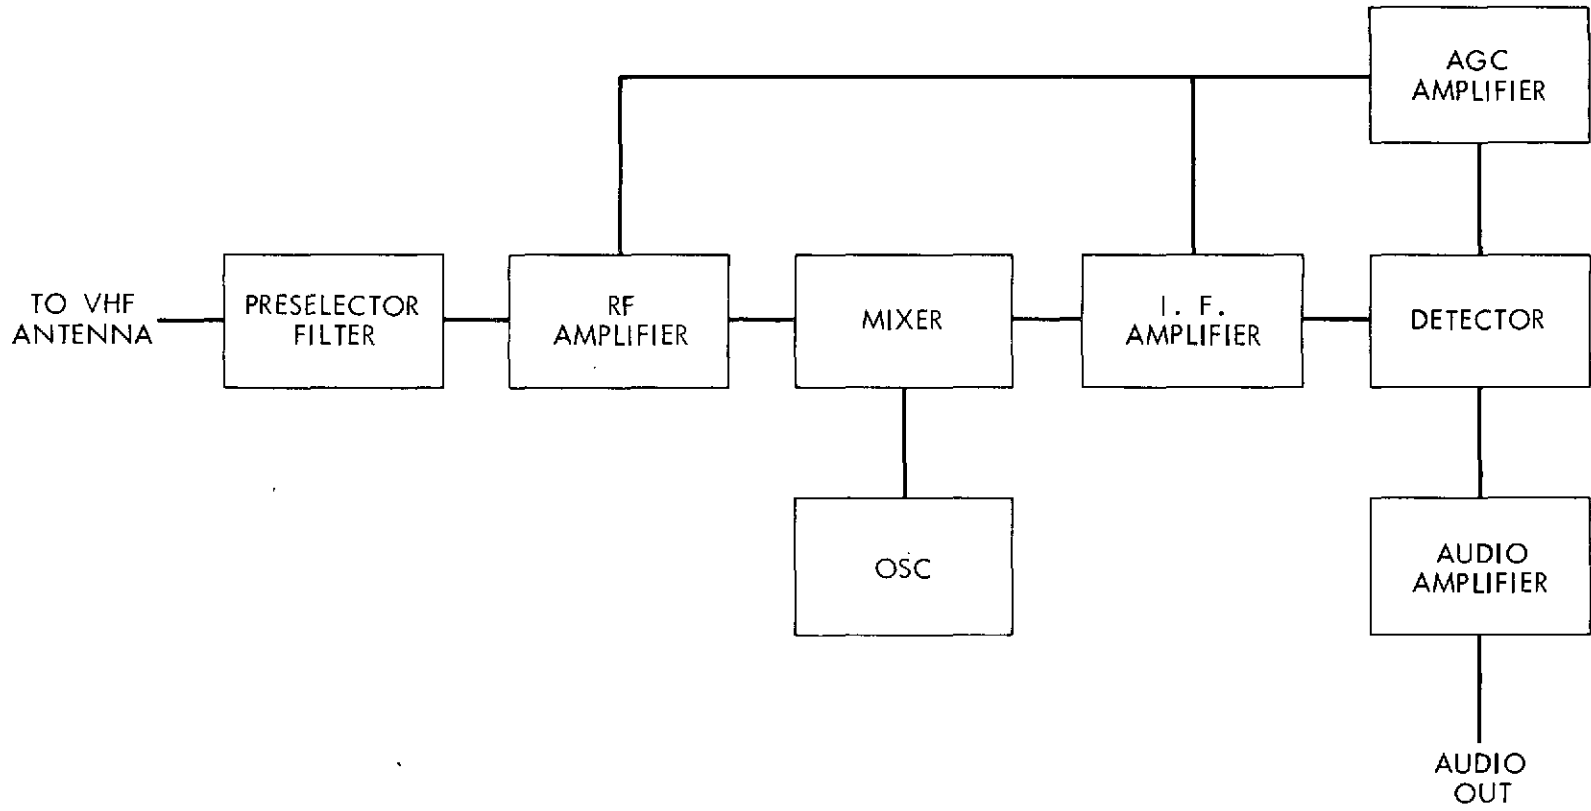 AGC
AMPLIFIER
TO VHF
ANTENNA
PRESELECTOR
FILTER
RF
AMPLIFIER
MIXER
I. F.
AMPLIFIER
DETECTOR
OSC
AUDIO
AMPLIFIER
AUDIO
OUT